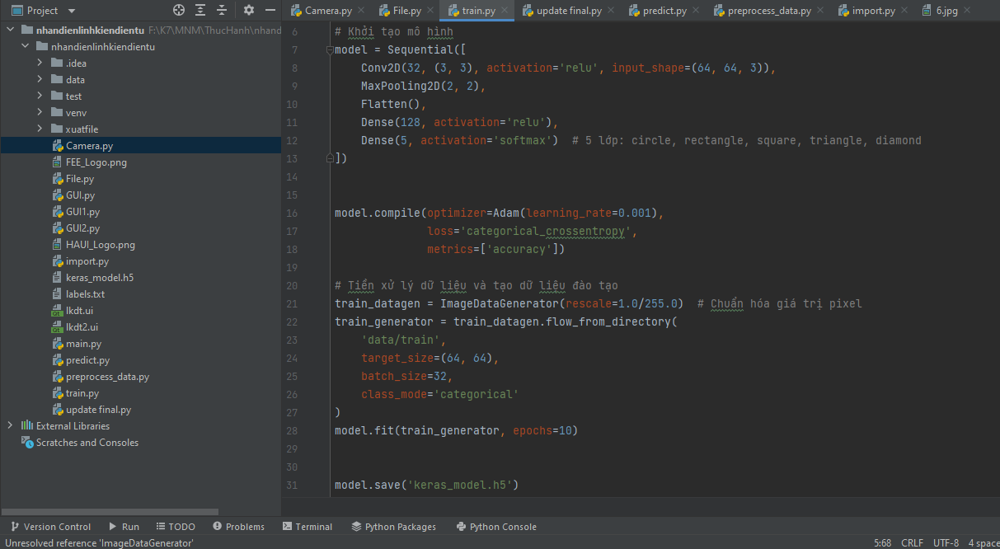 Project
Camera.py
File.py
train.py
update final.py
predict.py
preprocess_data.py
import.py
6.jpg
nhandienlinhkiendientu F:\K7\MNM\ThucHanh\nhand
nhandienlinhkiendientu
.idea
data
test
venv
xuatfile
Camera.py
FEE_Logo.png
File.py
GUI.py
GUI1.py
GUI2.py
HAUI_Logo.png
import.py
keras_model.h5
labels.txt
lkdt.ui
lkdt2.ui
main.py
predict.py
preprocess_data.py
train.py
update final.py
External Libraries
Scratches and Consoles
6 # Khởi tạo mô hình
7 model = Sequential([
8 Conv2D(32, (3, 3), activation='relu', input_shape=(64, 64, 3)),
9 MaxPooling2D(2, 2),
10 Flatten(),
11 Dense(128, activation='relu'),
12 Dense(5, activation='softmax') # 5 lớp: circle, rectangle, square, triangle, diamond
13 ])
14
15
16 model.compile(optimizer=Adam(learning_rate=0.001),
17 loss='categorical_crossentropy',
18 metrics=['accuracy'])
19
20 # Tiền xử lý dữ liệu và tạo dữ liệu đào tạo
21 train_datagen = ImageDataGenerator(rescale=1.0/255.0) # Chuẩn hóa giá trị pixel
22 train_generator = train_datagen.flow_from_directory(
23 'data/train',
24 target_size=(64, 64),
25 batch_size=32,
26 class_mode='categorical'
27 )
28 model.fit(train_generator, epochs=10)
29
30
31 model.save('keras_model.h5')
Version Control
Run
TODO
Problems
Terminal
Python Packages
Python Console
Unresolved reference 'ImageDataGenerator'
5:68 CRLF UTF-8 4 space